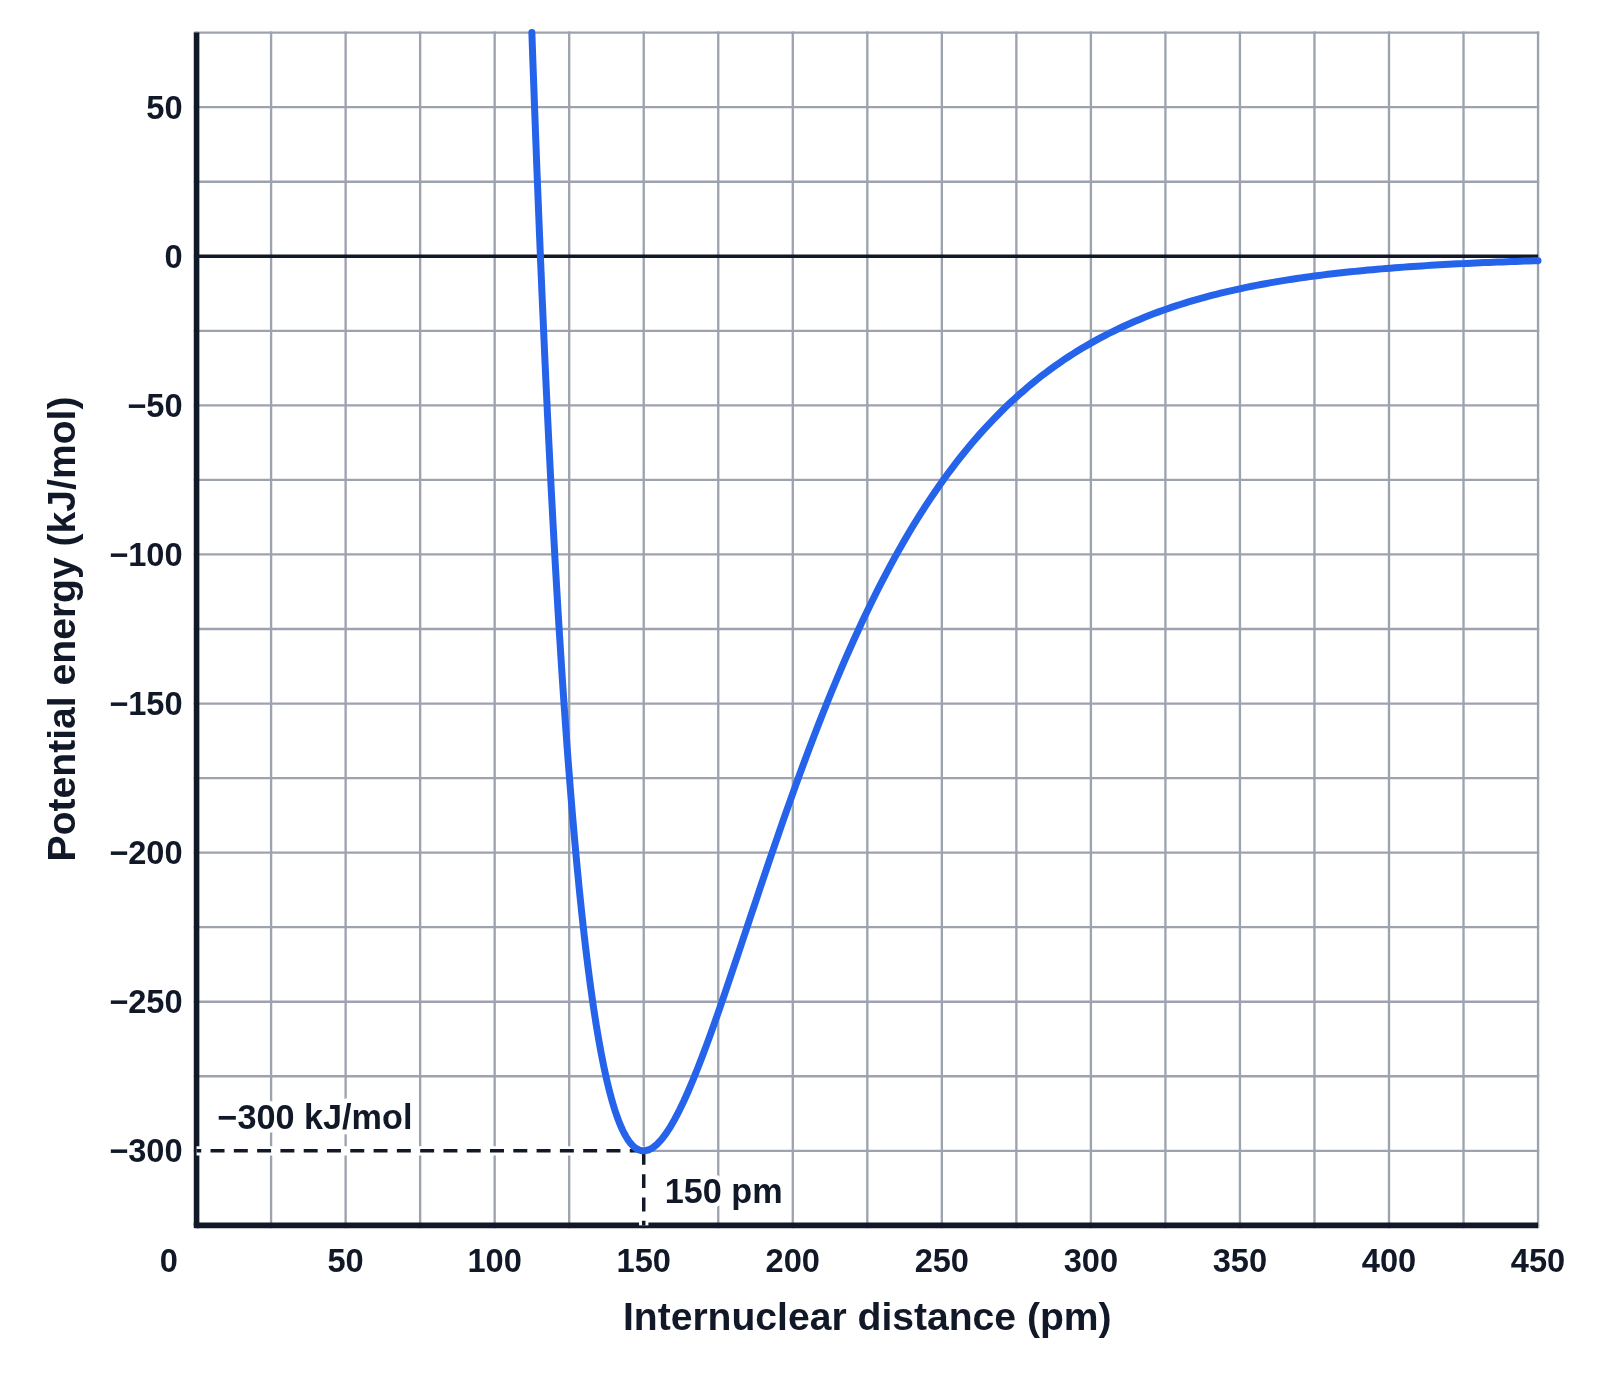 Potential energy (kJ/mol)
50
0
−50
−100
−150
−200
−250
−300
−300 kJ/mol
150 pm
0 50 100 150 200 250 300 350 400 450
Internuclear distance (pm)